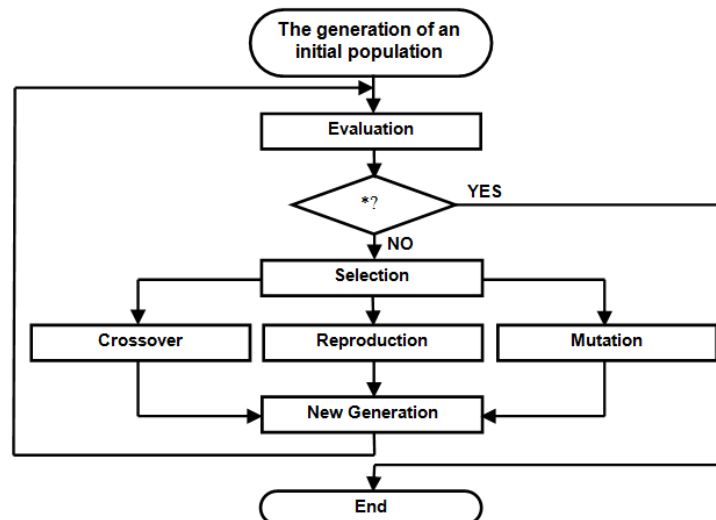 The generation of an
initial population
Evaluation
*?
YES
NO
Selection
Crossover
Reproduction
Mutation
New Generation
End